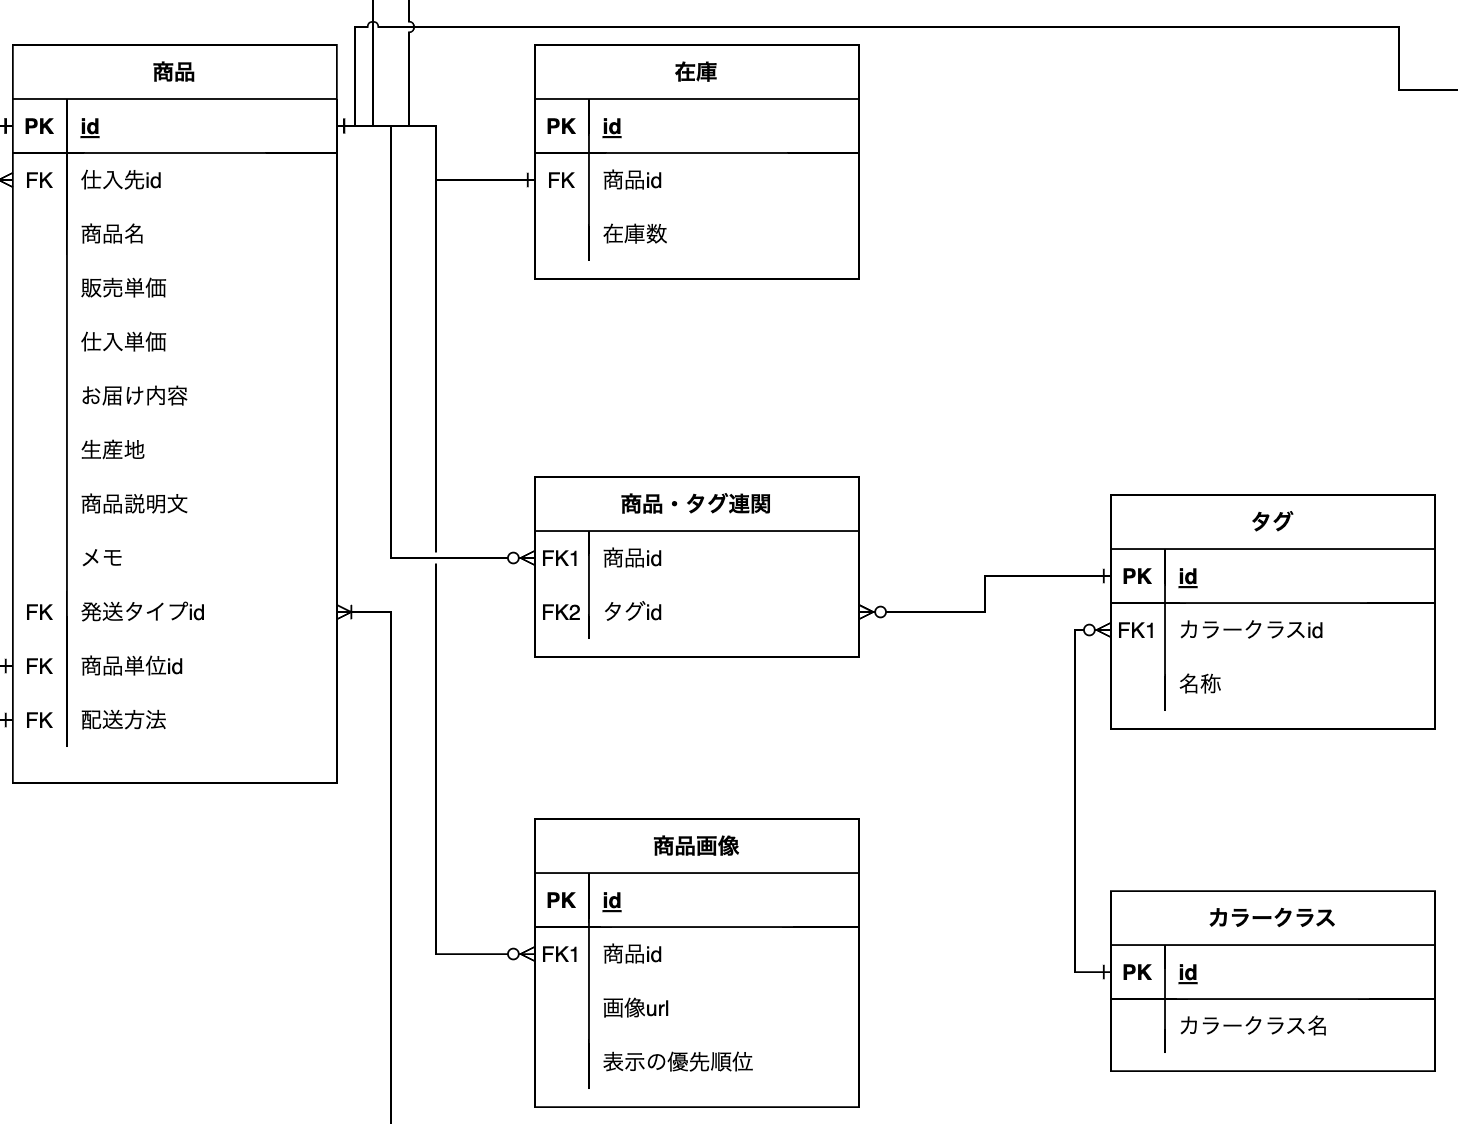 商品
PK id
FK 仕入先id
商品名
販売単価
仕入単価
お届け内容
生産地
商品説明文
メモ
FK 発送タイプid
FK 商品単位id
FK 配送方法
在庫
PK id
FK 商品id
在庫数
商品・タグ連関
FK1 商品id
FK2 タグid
商品画像
PK id
FK1 商品id
画像url
表示の優先順位
タグ
PK id
FK1 カラークラスid
名称
カラークラス
PK id
カラークラス名